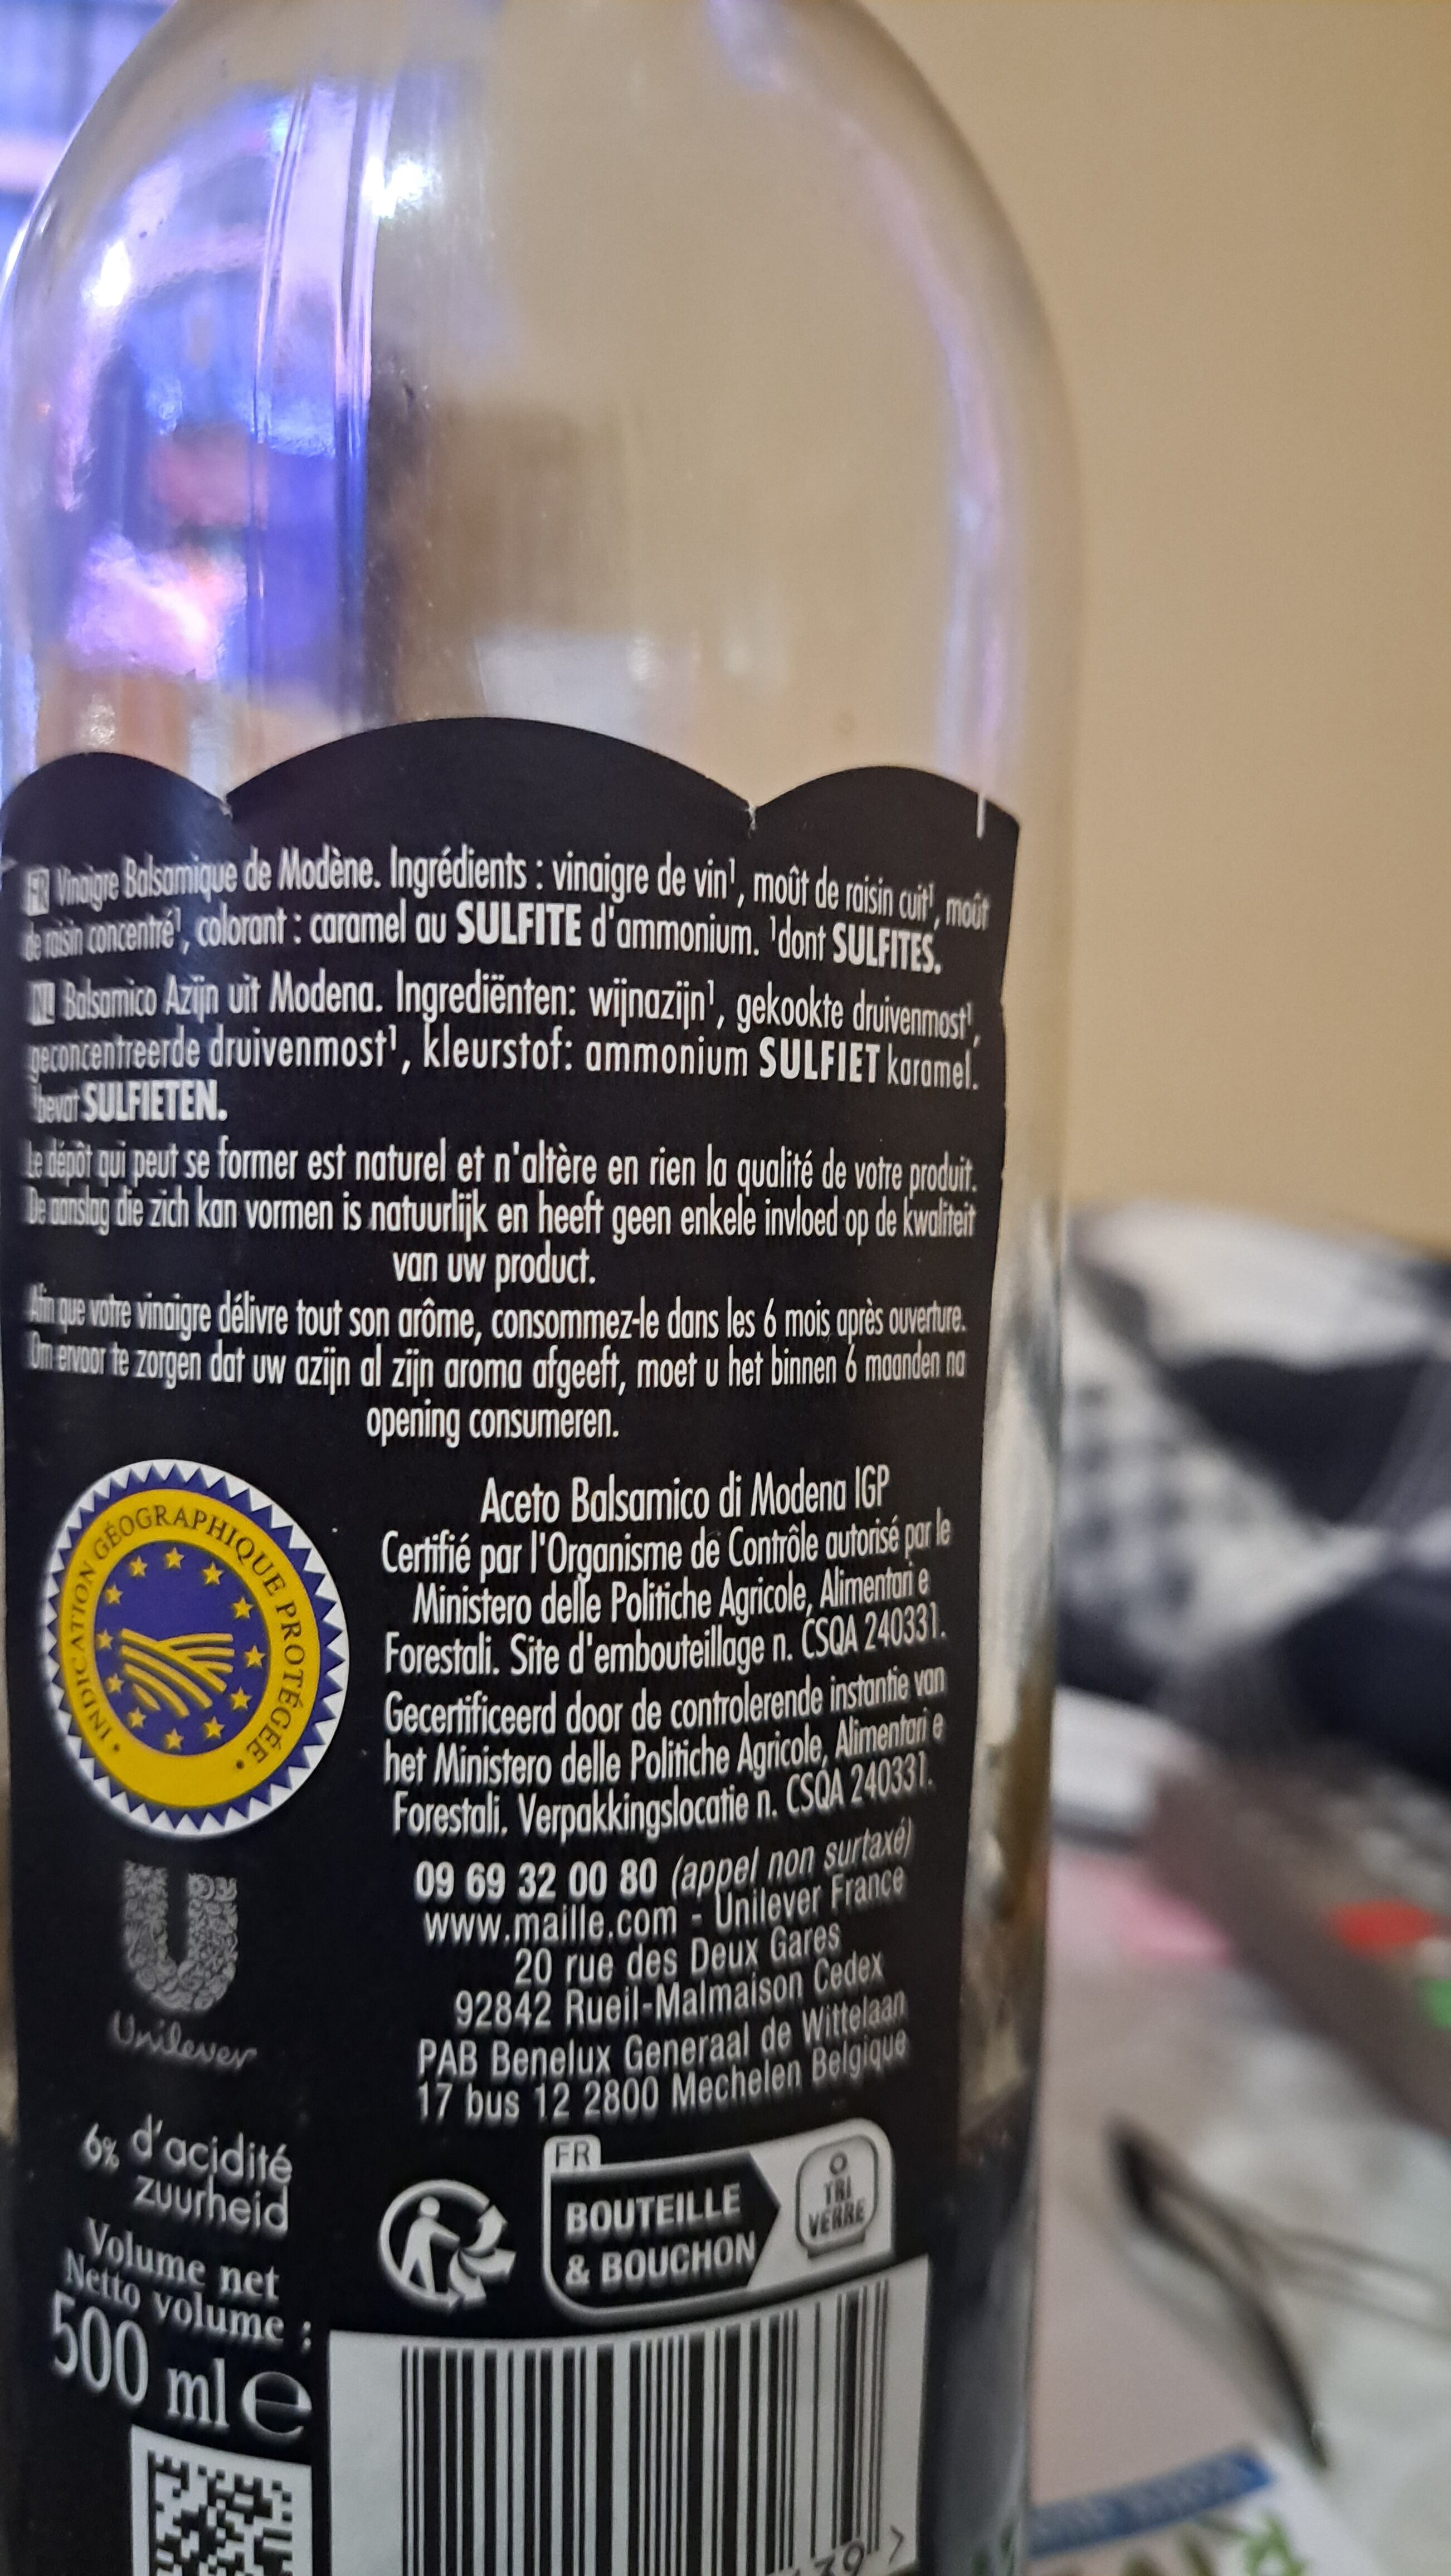 FR Vinaigre Balsamique de Modène. Ingrédients : vinaigre de vin¹, moût de raisin cuit¹, moût
de raisin concentré¹, colorant : caramel au SULFITE d'ammonium. ¹dont SULFITES.
NL Balsamico Azijn uit Modena. Ingrediënten: wijnazijn¹, gekookte druivenmost¹,
geconcentreerde druivenmost¹, kleurstof: ammonium SULFIET karamel.
¹bevat SULFIETEN.
Le dépôt qui peut se former est naturel et n'altère en rien la qualité de votre produit.
De aanslag die zich kan vormen is natuurlijk en heeft geen enkele invloed op de kwaliteit
van uw product.
Afin que votre vinaigre délivre tout son arôme, consommez-le dans les 6 mois après ouverture.
Om ervoor te zorgen dat uw azijn al zijn aroma afgeeft, moet u het binnen 6 maanden na
opening consumeren.
INDICATION GÉOGRAPHIQUE PROTÉGÉE
Aceto Balsamico di Modena IGP
Certifié par l'Organisme de Contrôle autorisé par le
Ministero delle Politiche Agricole, Alimentari e
Forestali. Site d'embouteillage n. CSQA 240331.
Gecertificeerd door de controlerende instantie van
het Ministero delle Politiche Agricole, Alimentari e
Forestali. Verpakkingslocatie n. CSQA 240331.
09 69 32 00 80 (appel non surtaxé)
www.maille.com - Unilever France
20 rue des Deux Gares
92842 Rueil-Malmaison Cedex
PAB Benelux Generaal de Wittelaan
17 bus 12 2800 Mechelen Belgique
Unilever
6% d'acidité
zuurheid
Volume net
Netto volume :
500 ml e
FR
BOUTEILLE
& BOUCHON
TRI
VERRE
39 >